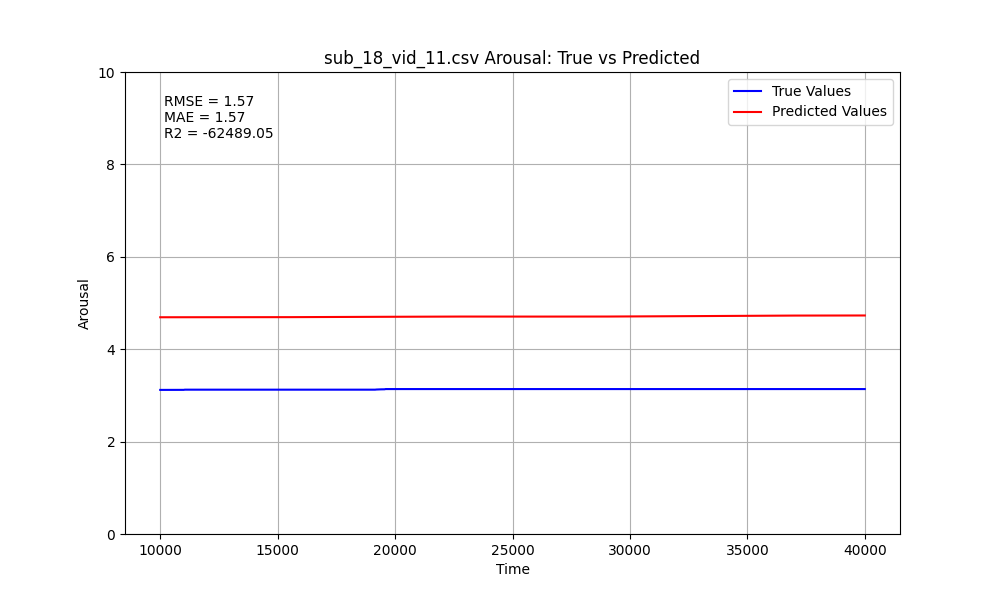 sub_18_vid_11.csv Arousal: True vs Predicted
RMSE = 1.57
MAE = 1.57
R2 = -62489.05
True Values
Predicted Values
Arousal
10
8
6
4
2
0
10000 15000 20000 25000 30000 35000 40000
Time